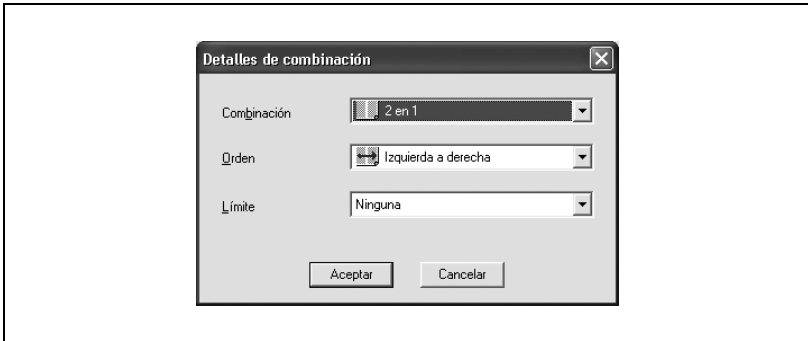 Detalles de combinación
Combinación 2 en 1
Orden Izquierda a derecha
Límite Ninguna
Aceptar Cancelar